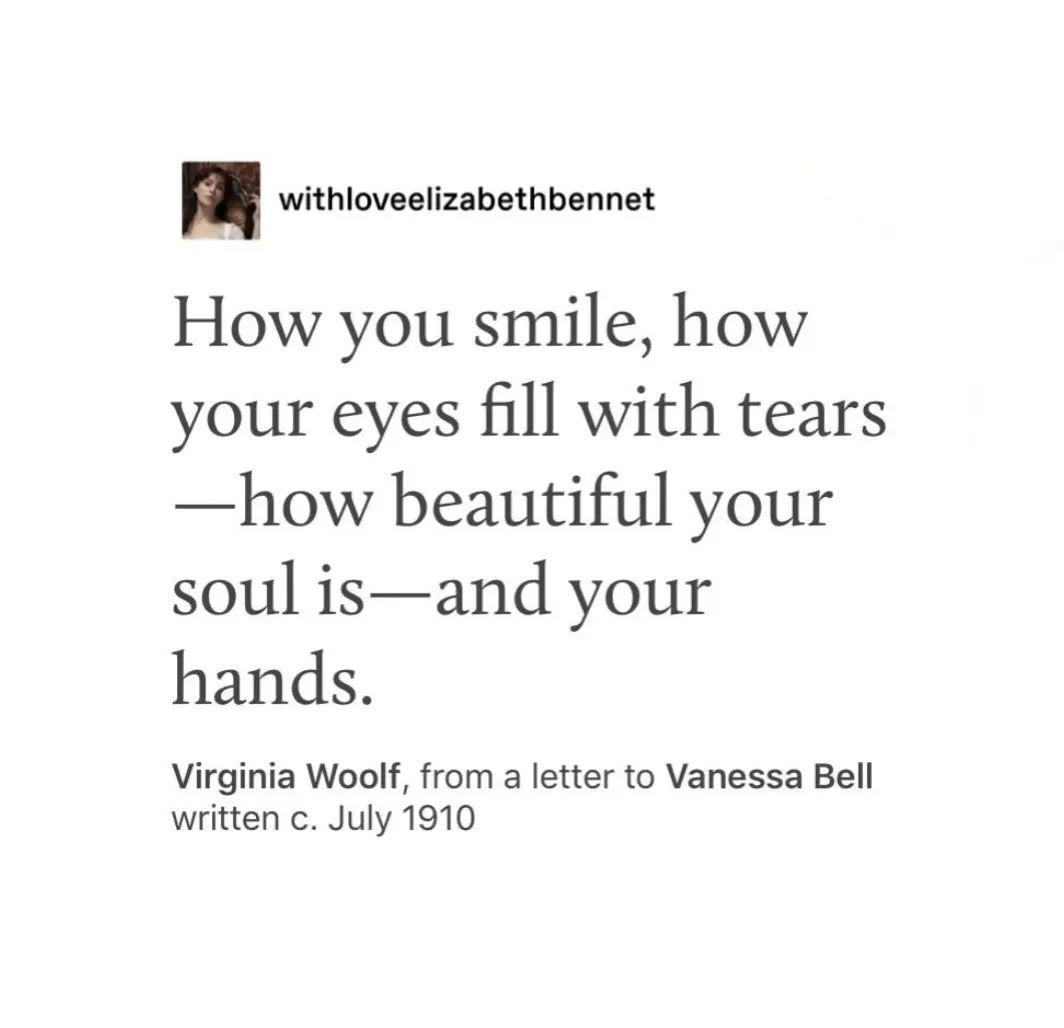 withloveelizabethbennet
How you smile, how
your eyes fill with tears
—how beautiful your
soul is—and your
hands.
Virginia Woolf, from a letter to Vanessa Bell
written c. July 1910